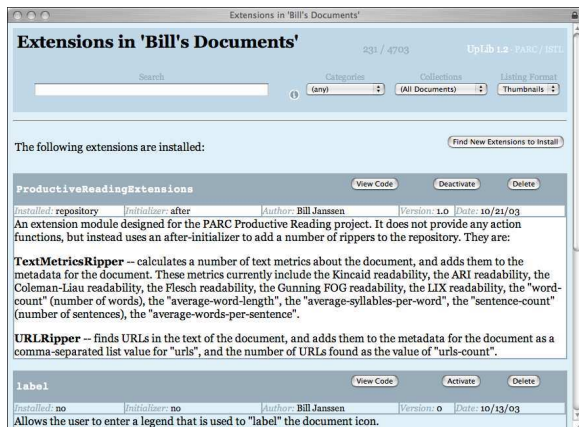 Extensions in 'Bill's Documents'
Extensions in 'Bill's Documents'
231 / 4703
UpLib 1.2 - PARC / ISTL
Search
Categories
Collections
Listing Format
(any)
(All Documents)
Thumbnails
The following extensions are installed:
Find New Extensions to Install
ProductiveReadingExtensions
View Code
Deactivate
Delete
Installed: repository
Initializer: after
Author: Bill Janssen
Version: 1.0
Date: 10/21/03
An extension module designed for the PARC Productive Reading project. It does not provide any action
functions, but instead uses an after-initializer to add a number of rippers to the repository. They are:
TextMetricsRipper -- calculates a number of text metrics about the document, and adds them to the
metadata for the document. These metrics currently include the Kincaid readability, the ARI readability, the
Coleman-Liau readability, the Flesch readability, the Gunning FOG readability, the LIX readability, the "word-
count" (number of words), the "average-word-length", the "average-syllables-per-word", the "sentence-count"
(number of sentences), the "average-words-per-sentence".
URLRipper -- finds URLs in the text of the document, and adds them to the metadata for the document as a
comma-separated list value for "urls", and the number of URLs found as the value of "urls-count".
label
View Code
Activate
Delete
Installed: no
Initializer: no
Author: Bill Janssen
Version: 0
Date: 10/13/03
Allows the user to enter a legend that is used to "label" the document icon.